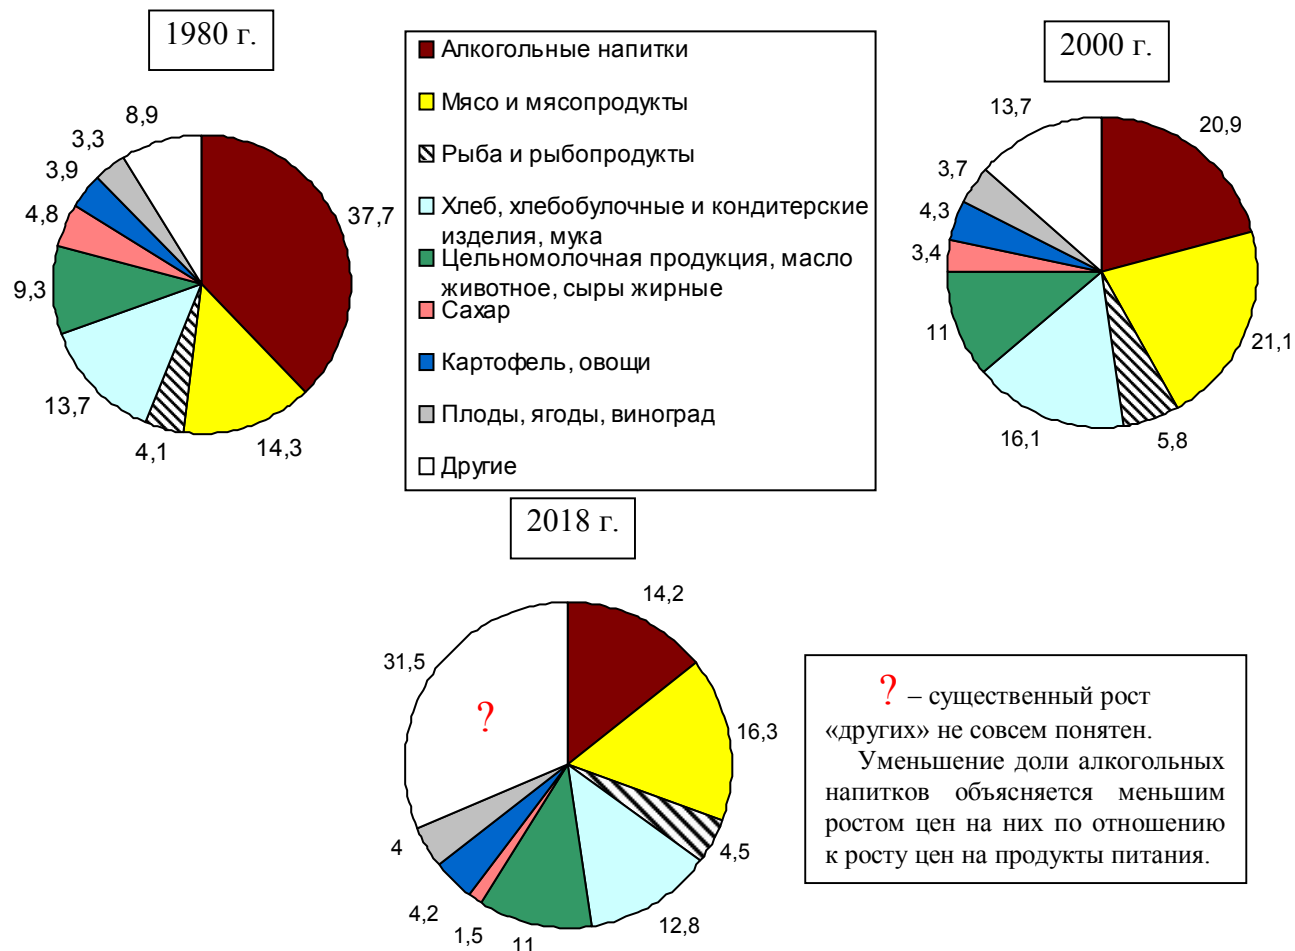 1980 г.
8,9
3,3
3,9
4,8
9,3
13,7
4,1
14,3
37,7
Алкогольные напитки
Мясо и мясопродукты
Рыба и рыбопродукты
Хлеб, хлебобулочные и кондитерские
изделия, мука
Цельномолочная продукция, масло
животное, сыры жирные
Сахар
Картофель, овощи
Плоды, ягоды, виноград
Другие
2000 г.
13,7
3,7
4,3
3,4
11
16,1
5,8
21,1
20,9
2018 г.
14,2
31,5
?
16,3
4,5
4
4,2
1,5
11
12,8
? – существенный рост
«других» не совсем понятен.
Уменьшение доли алкогольных
напитков объясняется меньшим
ростом цен на них по отношению
к росту цен на продукты питания.